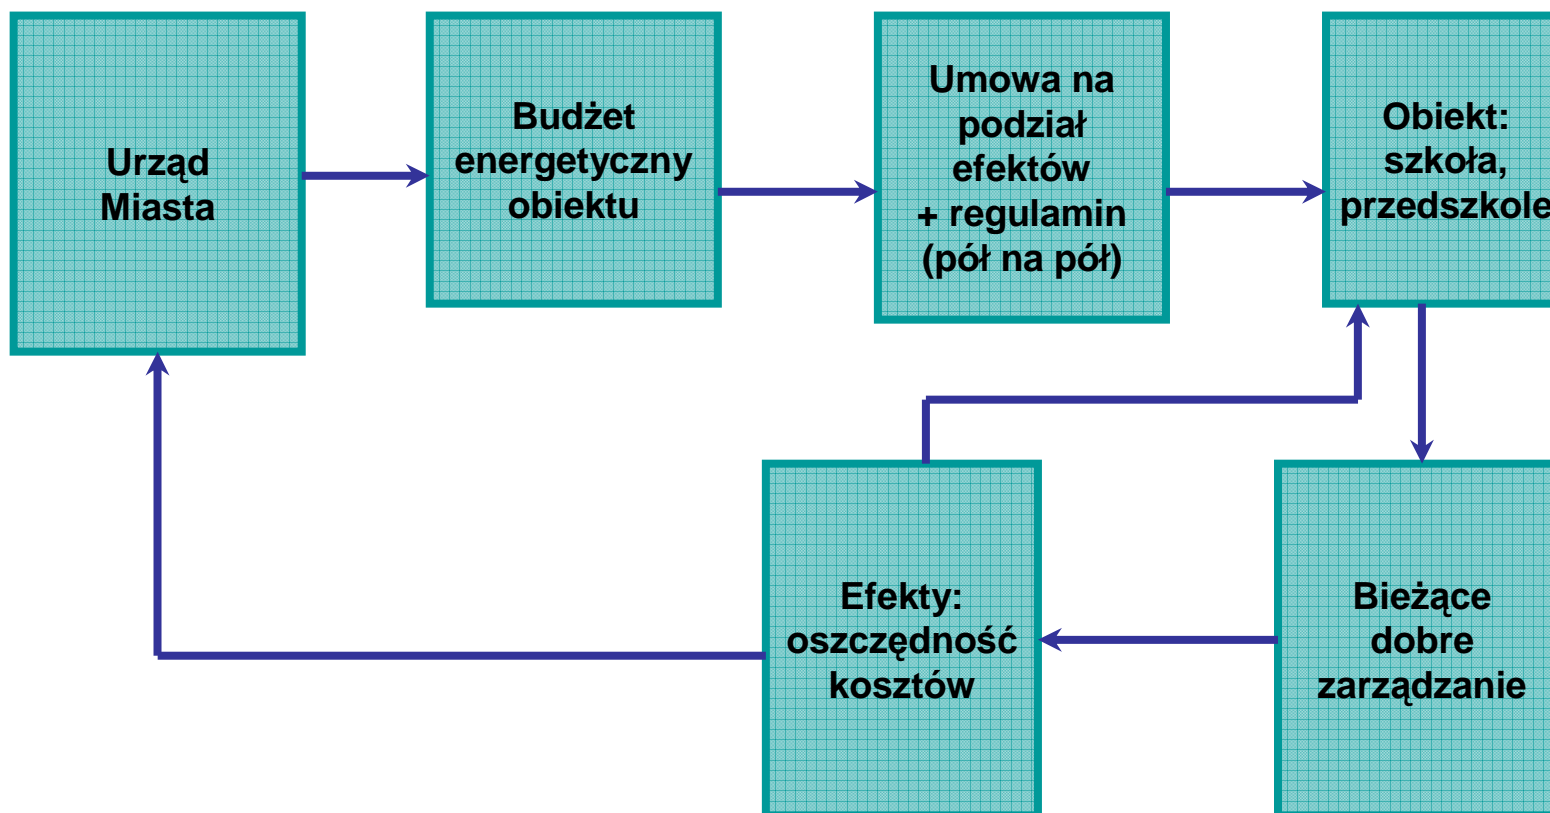 Urząd
Miasta
Budżet
energetyczny
obiektu
Umowa na
podział
efektów
+ regulamin
(pół na pół)
Obiekt:
szkoła,
przedszkole
Efekty:
oszczędność
kosztów
Bieżące
dobre
zarządzanie